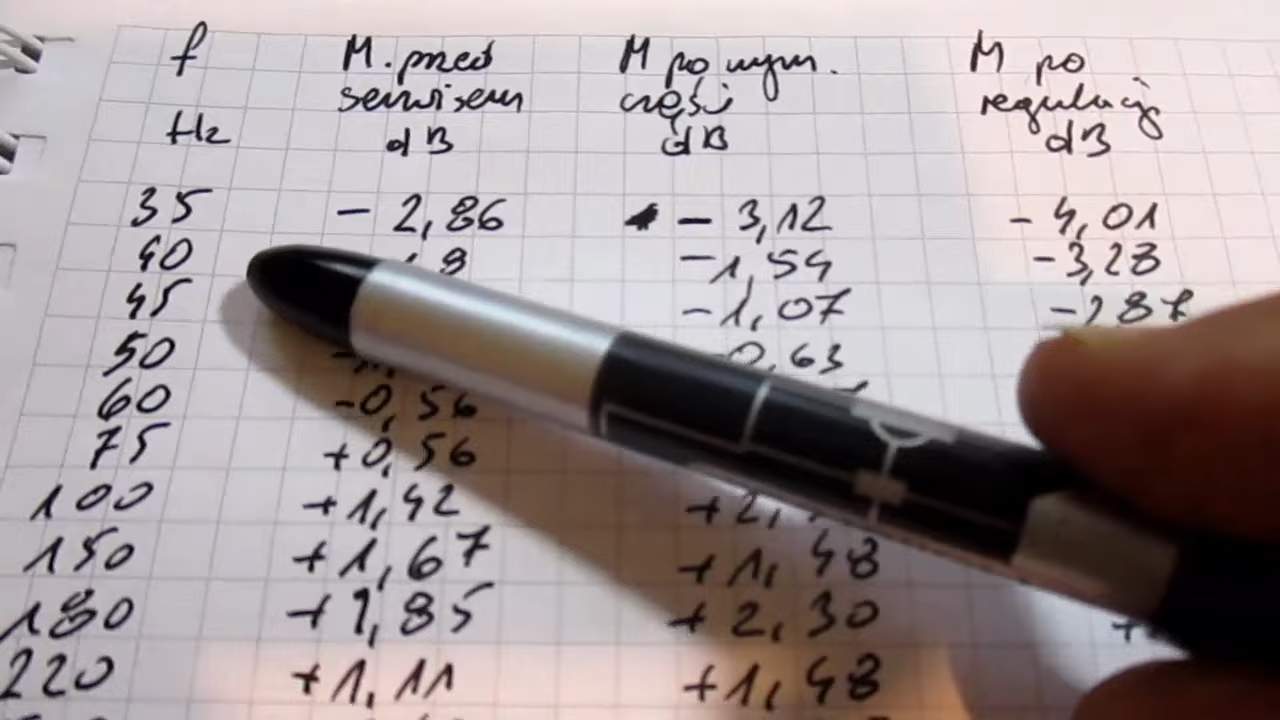 f M. przed M po wym. M po
serwisem części regulacji
Hz dB dB dB
35 - 2,86 - 3,12 - 4,01
40 -1,54 -3,28
45 -1,07
50 0,63
60 -0,56
75 +0,56
100 +1,42
150 +1,67 +1,48
180 +1,85 +2,30
220 +1,11 +1,48